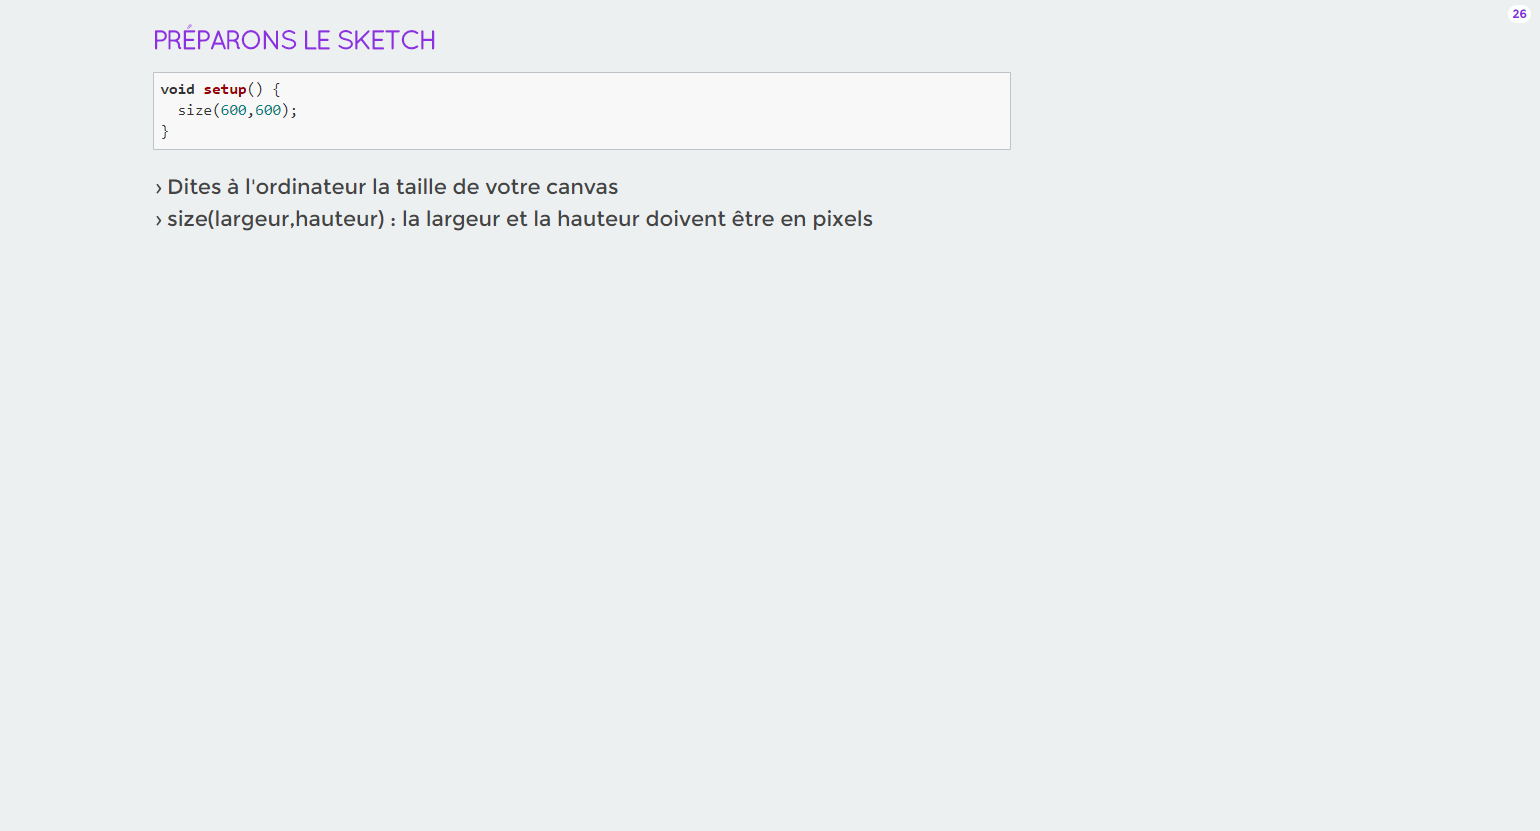 26
PRÉPARONS LE SKETCH
void setup() {
  size(600,600);
}
› Dites à l'ordinateur la taille de votre canvas
› size(largeur,hauteur) : la largeur et la hauteur doivent être en pixels